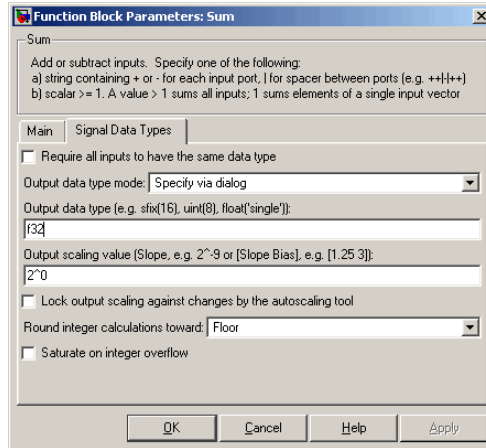 Function Block Parameters: Sum
Sum
Add or subtract inputs. Specify one of the following:
a) string containing + or - for each input port, | for spacer between ports (e.g. ++|-|++)
b) scalar >= 1. A value > 1 sums all inputs; 1 sums elements of a single input vector
Main Signal Data Types
Require all inputs to have the same data type
Output data type mode: Specify via dialog
Output data type (e.g. sfix(16), uint(8), float('single')):
f32
Output scaling value (Slope, e.g. 2^-9 or [Slope Bias], e.g. [1.25 3]):
2^0
Lock output scaling against changes by the autoscaling tool
Round integer calculations toward: Floor
Saturate on integer overflow
OK Cancel Help Apply